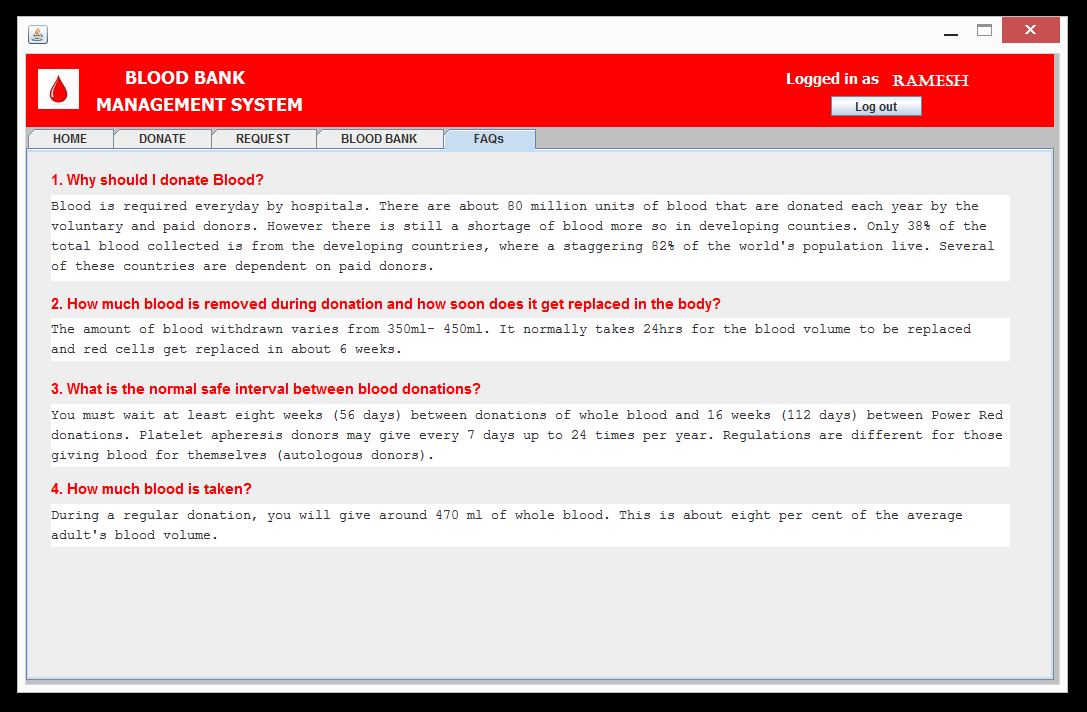 BLOOD BANK
MANAGEMENT SYSTEM
Logged in as RAMESH
Log out
HOME DONATE REQUEST BLOOD BANK FAQs
1. Why should I donate Blood?
Blood is required everyday by hospitals. There are about 80 million units of blood that are donated each year by the
voluntary and paid donors. However there is still a shortage of blood more so in developing counties. Only 38% of the
total blood collected is from the developing countries, where a staggering 82% of the world's population live. Several
of these countries are dependent on paid donors.
2. How much blood is removed during donation and how soon does it get replaced in the body?
The amount of blood withdrawn varies from 350ml- 450ml. It normally takes 24hrs for the blood volume to be replaced
and red cells get replaced in about 6 weeks.
3. What is the normal safe interval between blood donations?
You must wait at least eight weeks (56 days) between donations of whole blood and 16 weeks (112 days) between Power Red
donations. Platelet apheresis donors may give every 7 days up to 24 times per year. Regulations are different for those
giving blood for themselves (autologous donors).
4. How much blood is taken?
During a regular donation, you will give around 470 ml of whole blood. This is about eight per cent of the average
adult's blood volume.